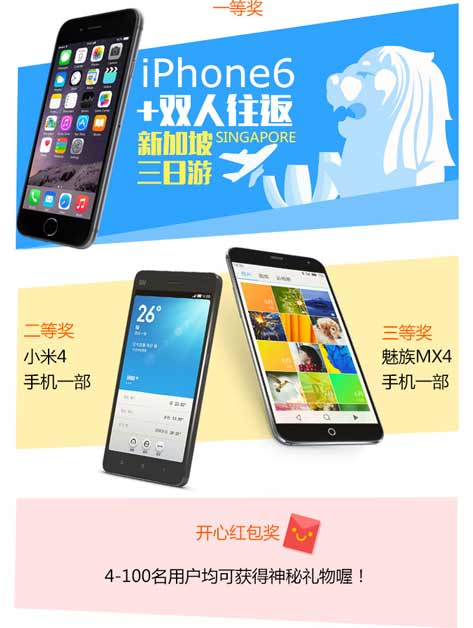 一等奖
iPhone6
+双人往返
新加坡
SINGAPORE
三日游
二等奖
小米4
手机一部
26°
三等奖
魅族MX4
手机一部
开心红包奖
4-100名用户均可获得神秘礼物喔！